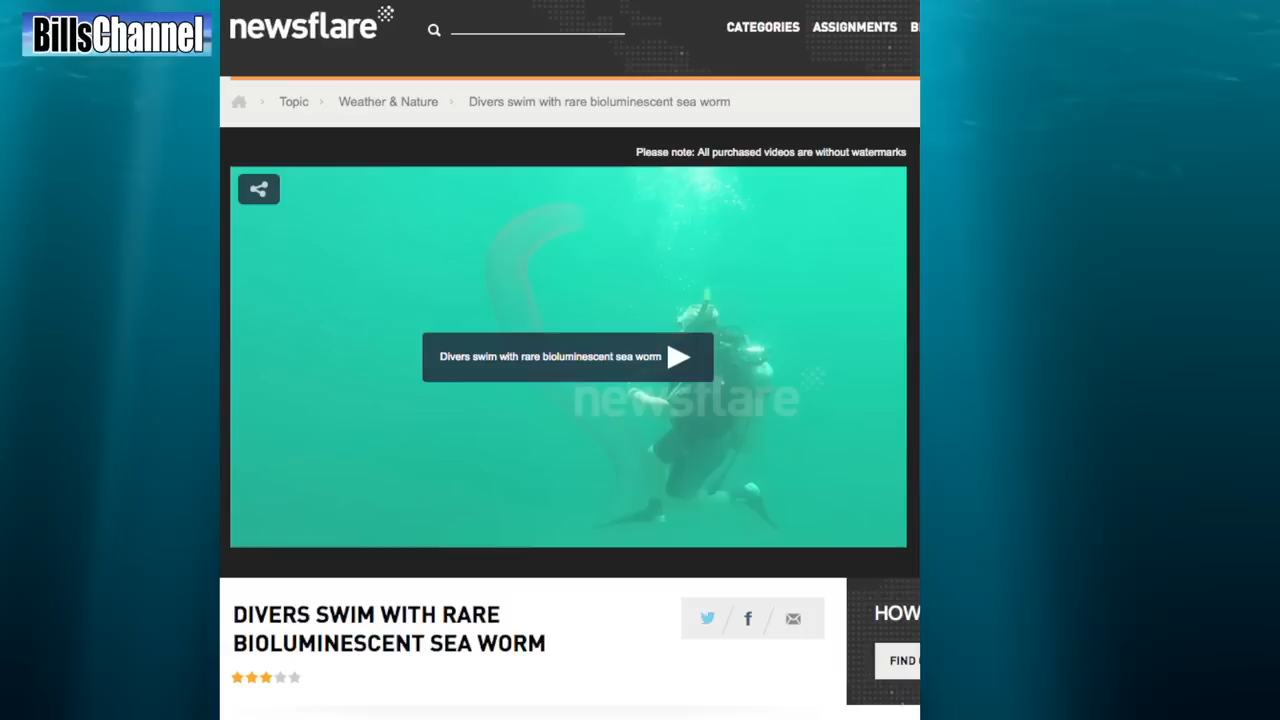 BillsChannel
newsflare
CATEGORIES ASSIGNMENTS
Topic Weather & Nature Divers swim with rare bioluminescent sea worm
Please note: All purchased videos are without watermarks
Divers swim with rare bioluminescent sea worm
newsflare
DIVERS SWIM WITH RARE
BIOLUMINESCENT SEA WORM
HOW
FIND